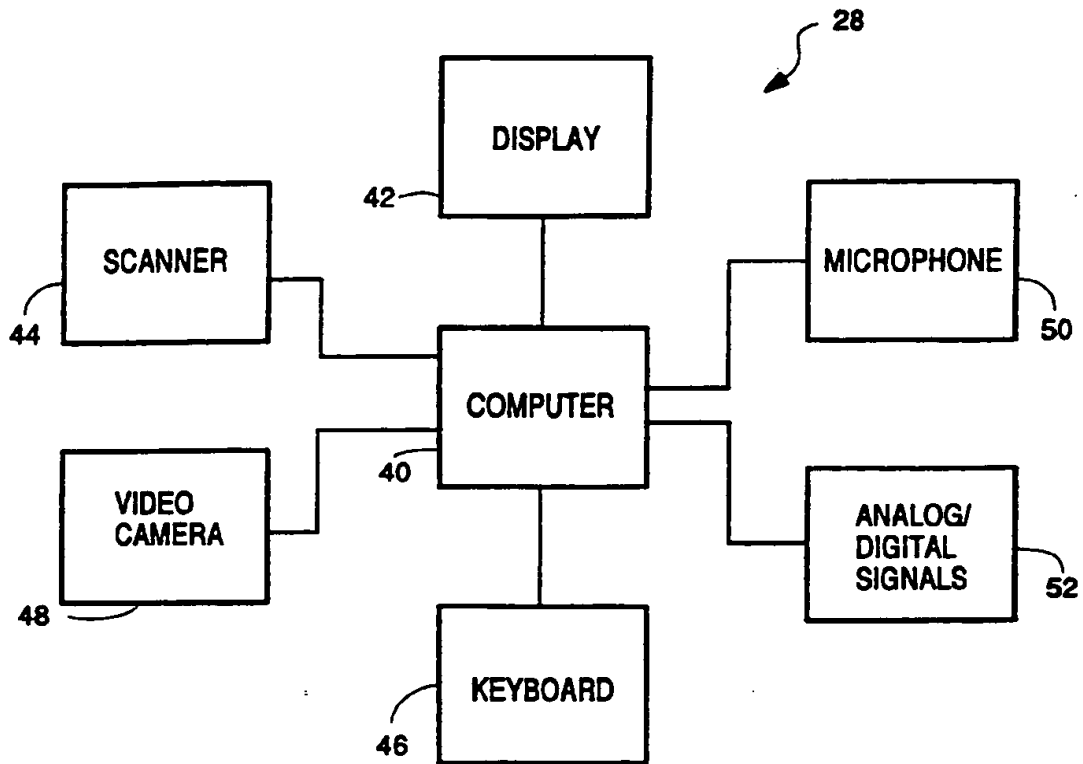 28
DISPLAY
42
SCANNER
44
MICROPHONE
50
COMPUTER
40
VIDEO
CAMERA
48
ANALOG/
DIGITAL
SIGNALS
52
KEYBOARD
46